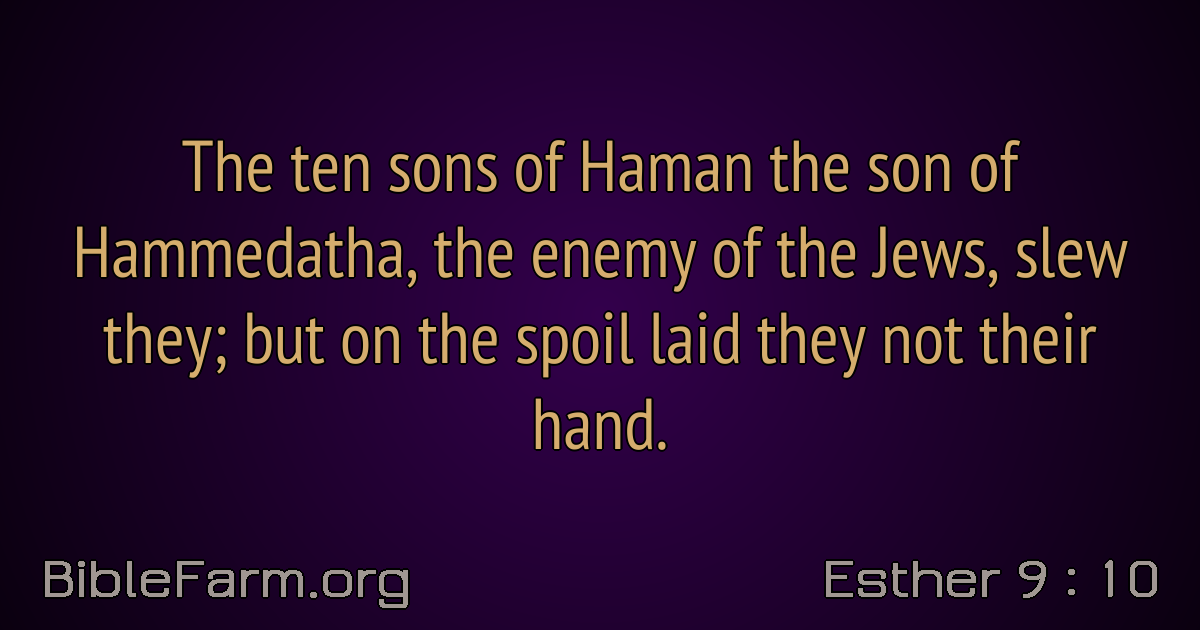 The ten sons of Haman the son of
Hammedatha, the enemy of the Jews, slew
they; but on the spoil laid they not their
hand.
BibleFarm.org
Esther 9 : 10